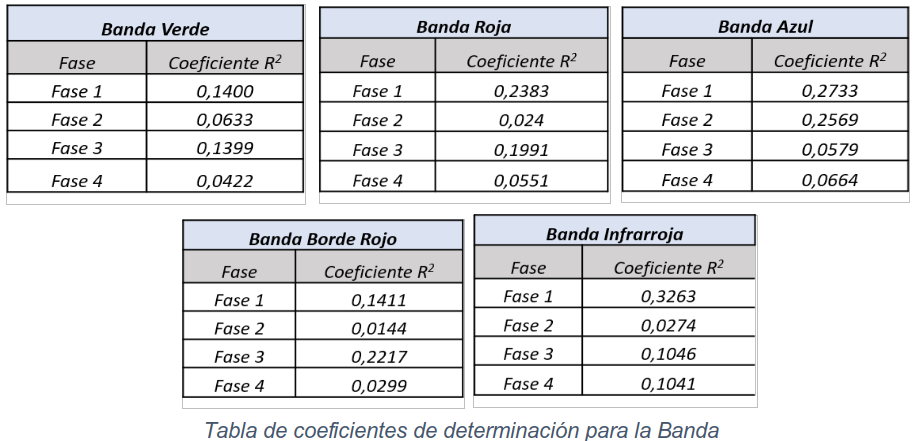 Banda Verde
Fase Coeficiente R²
Fase 1 0,1400
Fase 2 0,0633
Fase 3 0,1399
Fase 4 0,0422
Banda Roja
Fase Coeficiente R²
Fase 1 0,2383
Fase 2 0,024
Fase 3 0,1991
Fase 4 0,0551
Banda Azul
Fase Coeficiente R²
Fase 1 0,2733
Fase 2 0,2569
Fase 3 0,0579
Fase 4 0,0664
Banda Borde Rojo
Fase Coeficiente R²
Fase 1 0,1411
Fase 2 0,0144
Fase 3 0,2217
Fase 4 0,0299
Banda Infrarroja
Fase Coeficiente R²
Fase 1 0,3263
Fase 2 0,0274
Fase 3 0,1046
Fase 4 0,1041
Tabla de coeficientes de determinación para la Banda